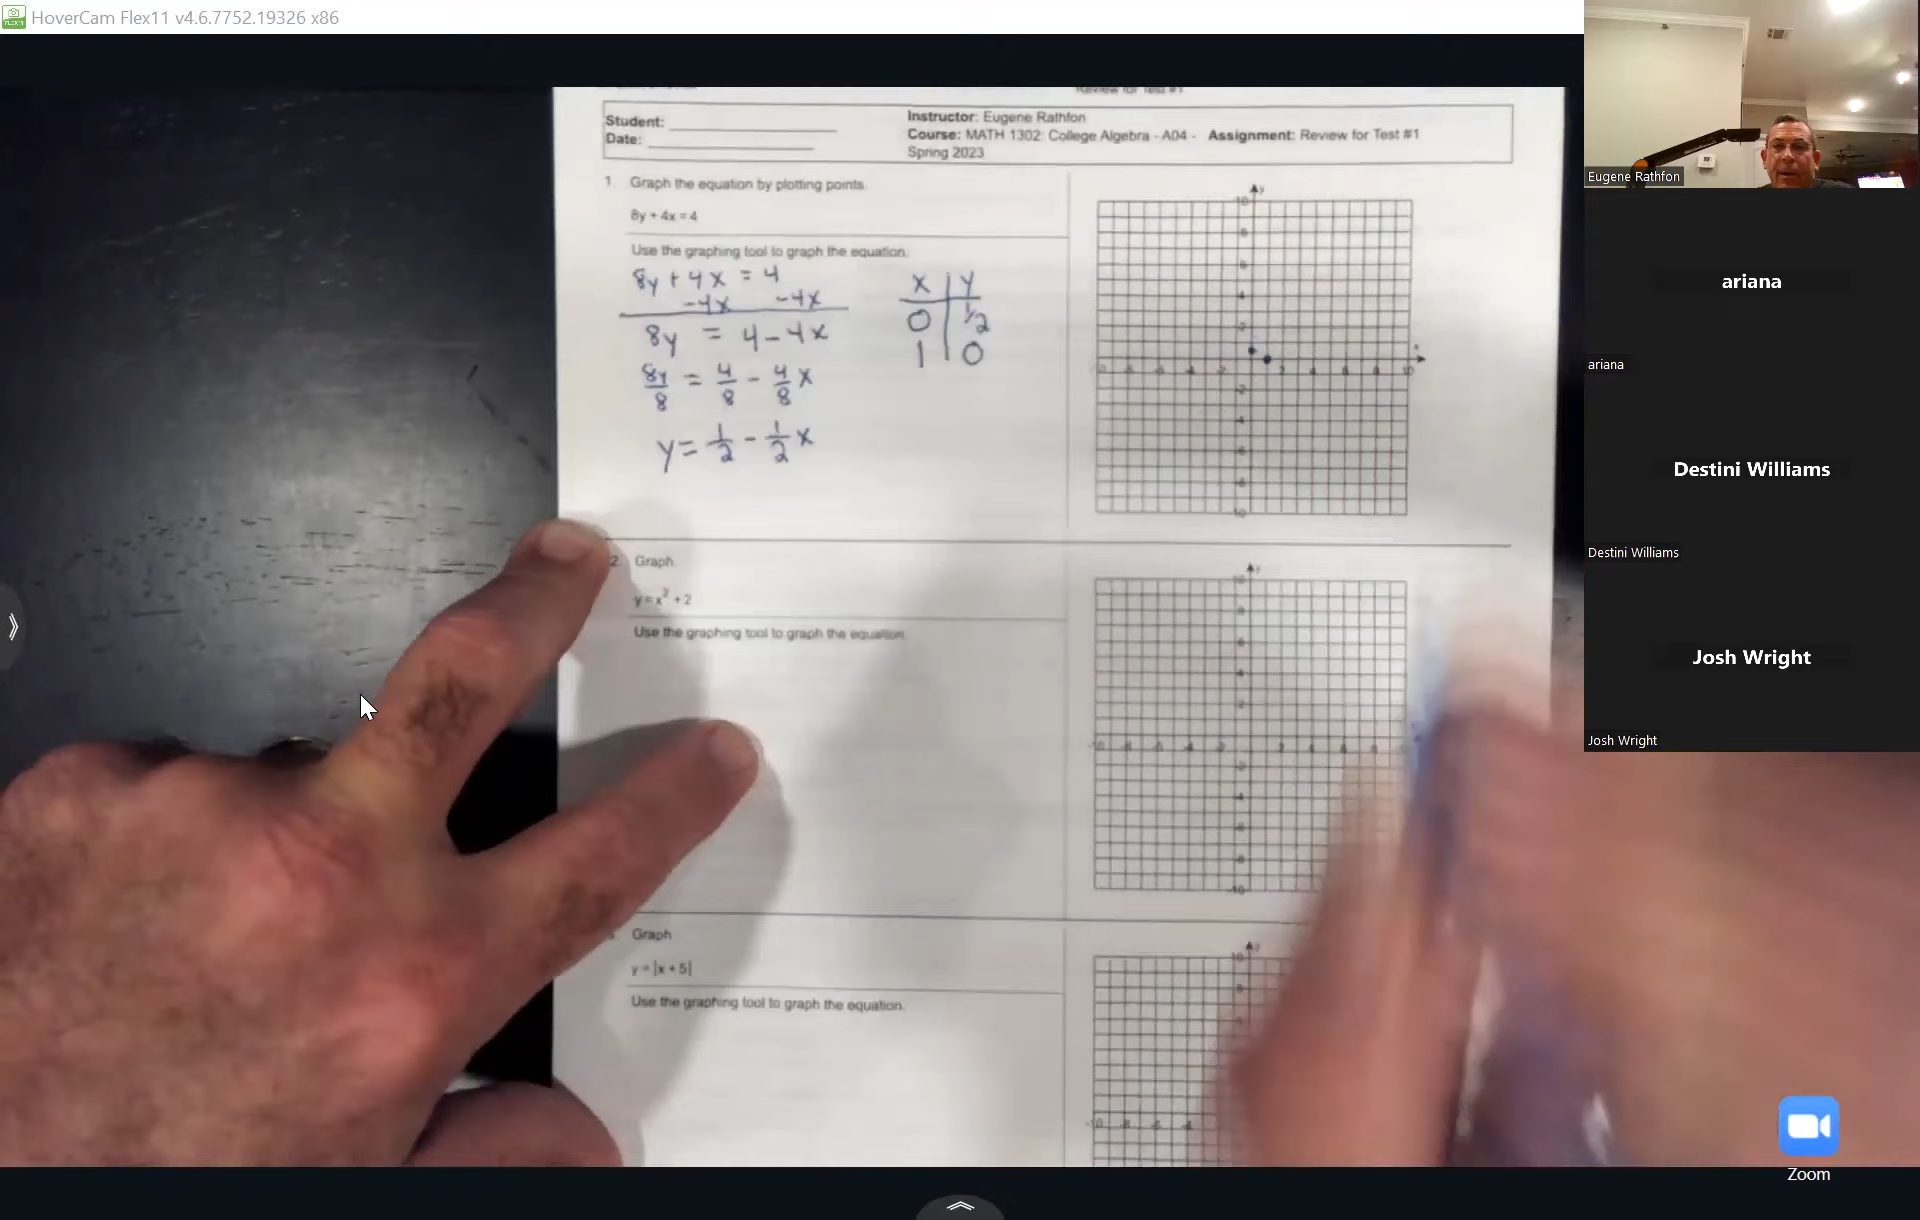 HoverCam Flex11 v4.6.7752.19326 x86
Review for Test #1
Student:
Date:
Instructor: Eugene Rathfon
Course: MATH 1302: College Algebra - A04 -
Spring 2023
Assignment: Review for Test #1
1. Graph the equation by plotting points.
8y + 4x = 4
Use the graphing tool to graph the equation.
8y + 4x = 4
-4x -4x
8y = 4 - 4x
8y/8 = 4/8 - 4/8 x
y = 1/2 - 1/2 x
x y
0 1/2
1 0
2. Graph.
y = x² + 2
Use the graphing tool to graph the equation.
Graph
y = |x + 5|
Use the graphing tool to graph the equation.
Eugene Rathfon
ariana
ariana
Destini Williams
Destini Williams
Josh Wright
Josh Wright
Zoom